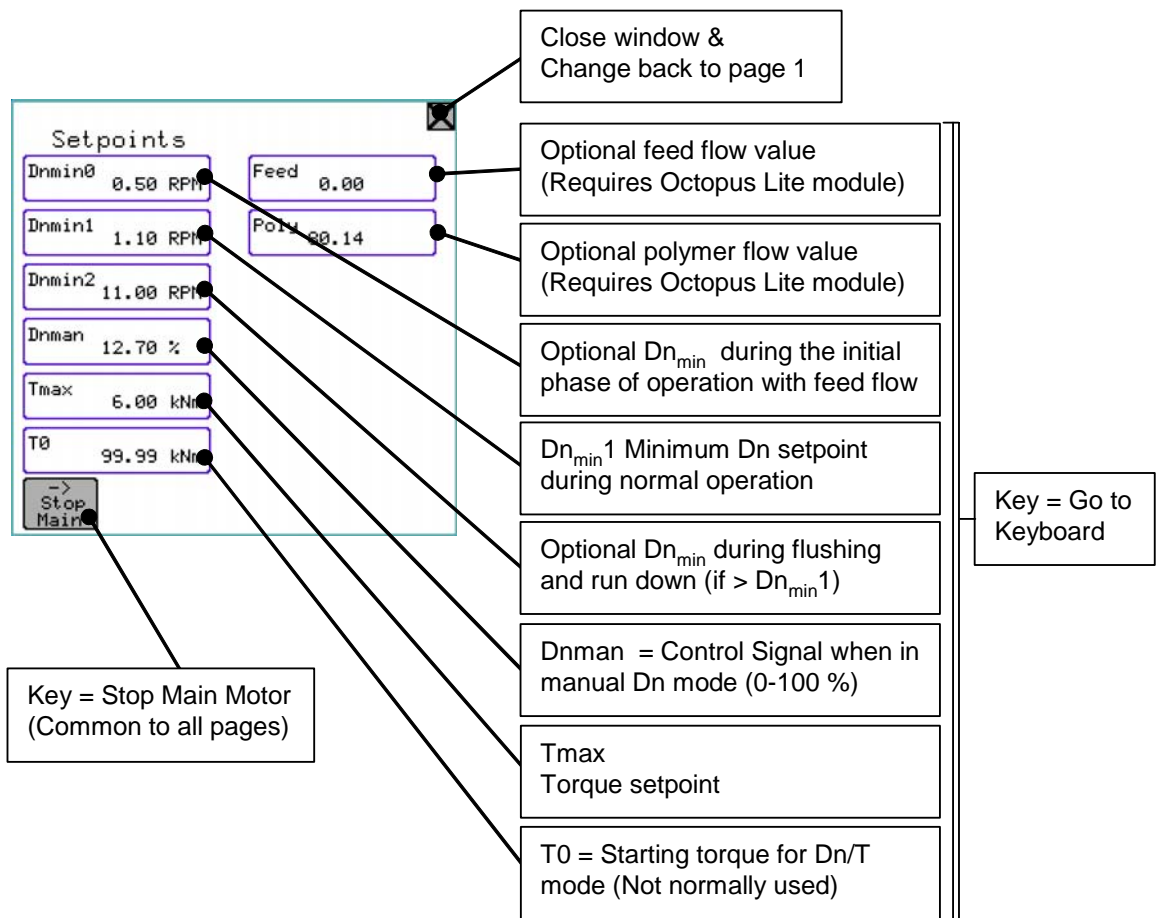 Close window &
Change back to page 1
Setpoints
Dnmin0
0.50 RPM
Dnmin1
1.10 RPM
Dnmin2
11.00 RPM
Dnman
12.70 %
Tmax
6.00 kNm
T0
99.99 kNm
->
Stop
Main
Feed
0.00
Poly
80.14
Optional feed flow value
(Requires Octopus Lite module)
Optional polymer flow value
(Requires Octopus Lite module)
Optional Dnmin during the initial
phase of operation with feed flow
Dnmin1 Minimum Dn setpoint
during normal operation
Optional Dnmin during flushing
and run down (if > Dnmin1)
Dnman = Control Signal when in
manual Dn mode (0-100 %)
Tmax
Torque setpoint
T0 = Starting torque for Dn/T
mode (Not normally used)
Key = Go to
Keyboard
Key = Stop Main Motor
(Common to all pages)